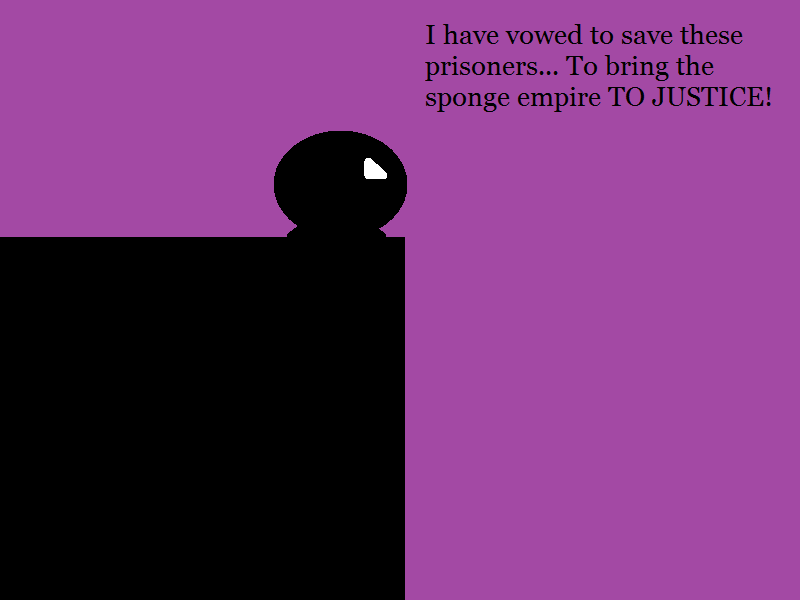 I have vowed to save these
prisoners... To bring the
sponge empire TO JUSTICE!